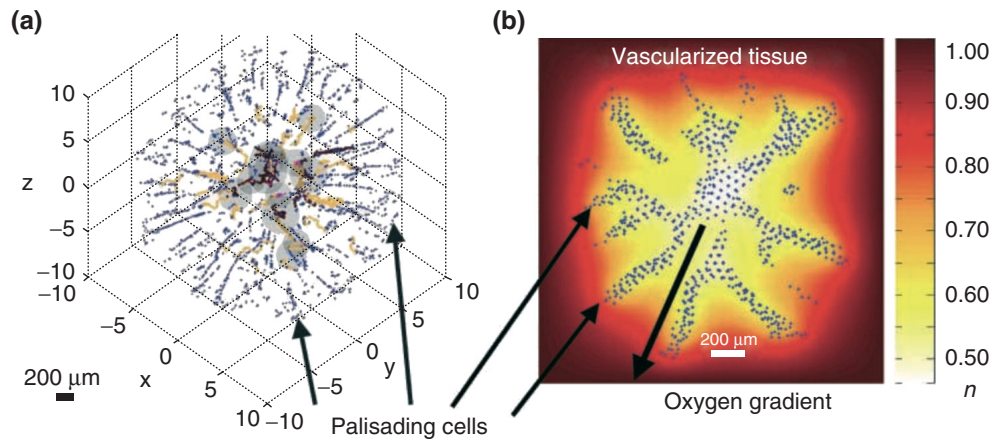 (a)
(b)
10
5
z
0
−5
−10
−10
−5
0
x
5
10
−10
−5
0
y
5
10
200 μm
Vascularized tissue
200 μm
Oxygen gradient
Palisading cells
1.00
0.90
0.80
0.70
0.60
0.50
n